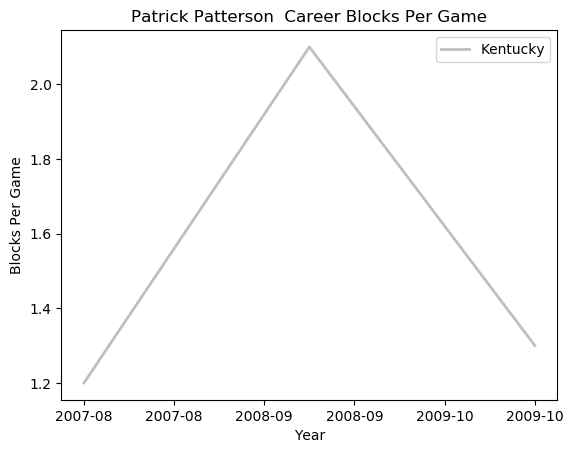 Patrick Patterson  Career Blocks Per Game
Kentucky
2.0
1.8
1.6
1.4
1.2
Blocks Per Game
2007-08 2007-08 2008-09 2008-09 2009-10 2009-10
Year